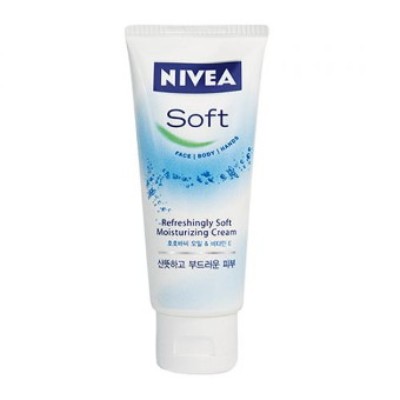 NIVEA
Soft
FACE | BODY | HANDS
Refreshingly Soft
Moisturizing Cream
호호바씨 오일 & 비타민 E
산뜻하고 부드러운 피부